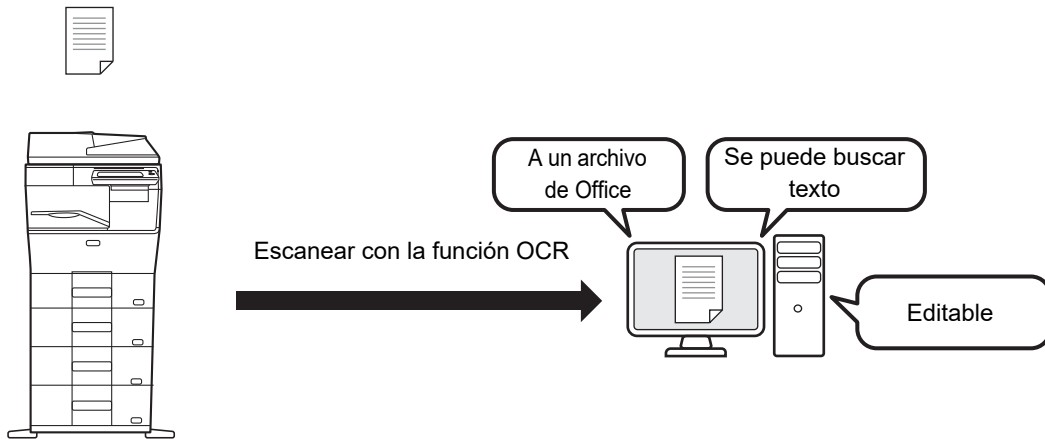 A un archivo
de Office
Se puede buscar
texto
Escanear con la función OCR
Editable